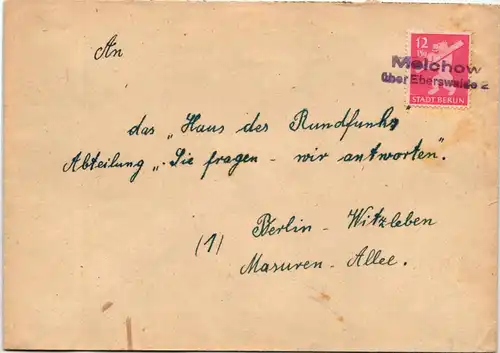 An
12
Melchow
über Eberswalde 2
STADT BERLIN
das „Haus des Rundfunks
Abteilung „Sie fragen - wir antworten".
Berlin - Witzleben
(1)
Masuren - Allee.